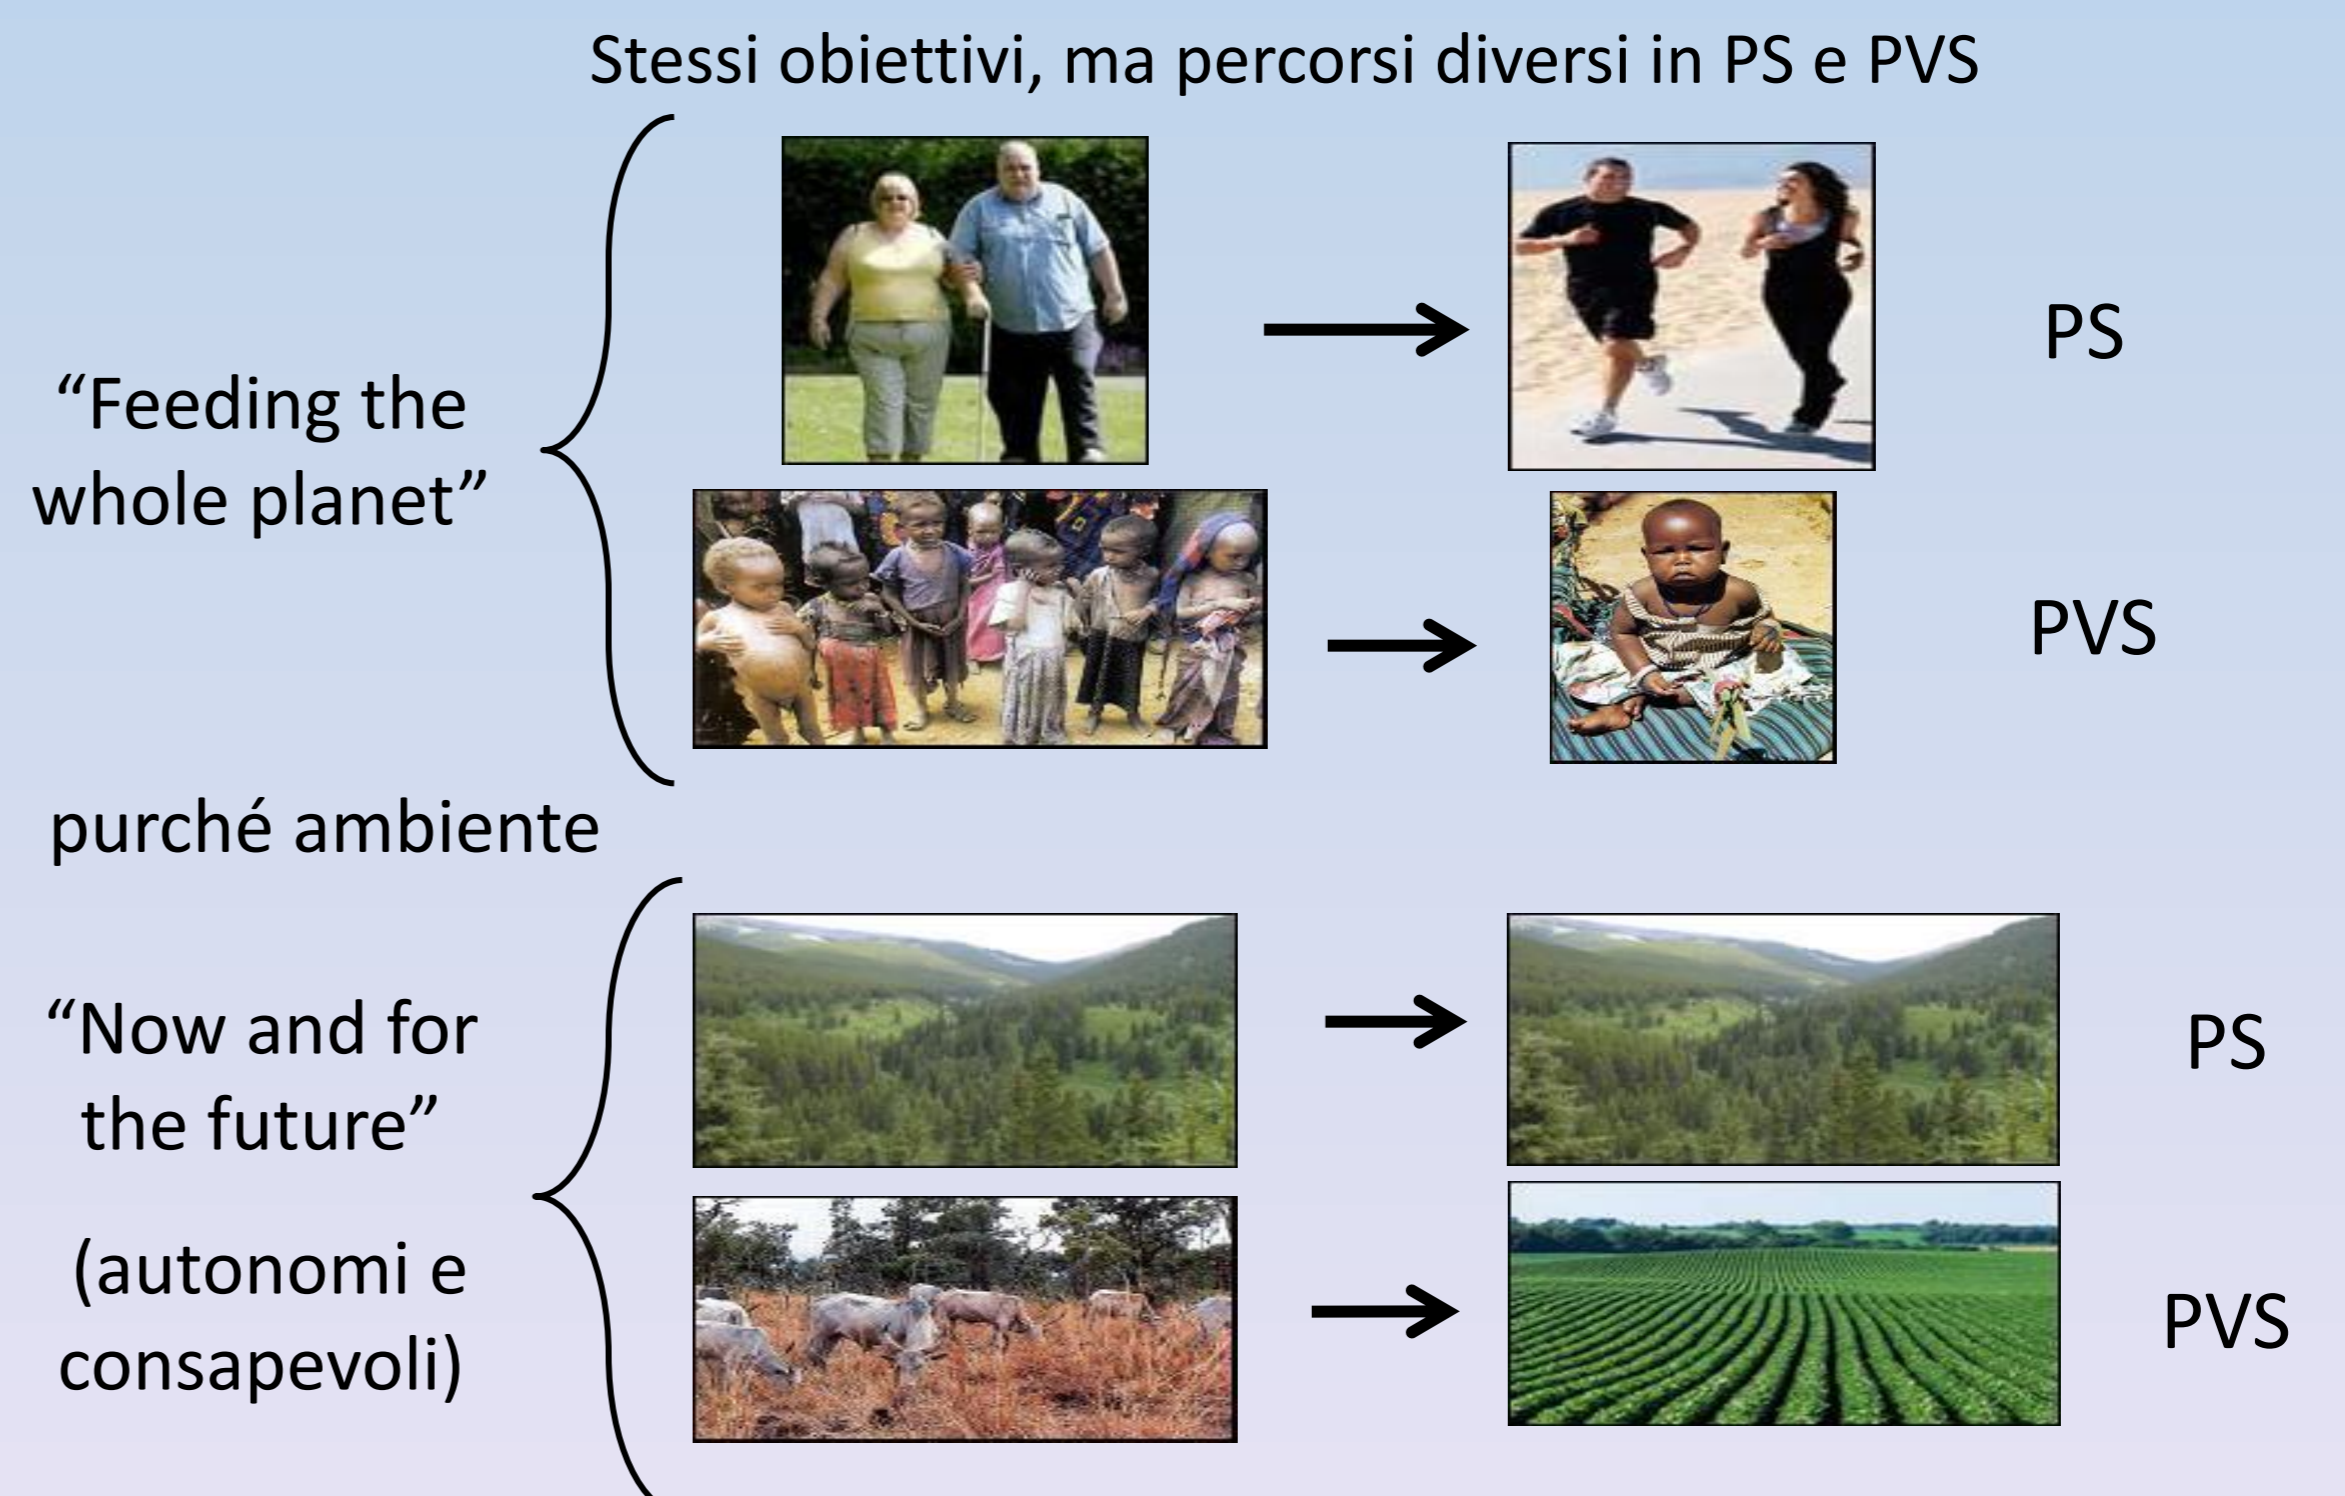 Stessi obiettivi, ma percorsi diversi in PS e PVS
“Feeding the
whole planet”
PS
PVS
purché ambiente
“Now and for
the future”
(autonomi e
consapevoli)
PS
PVS